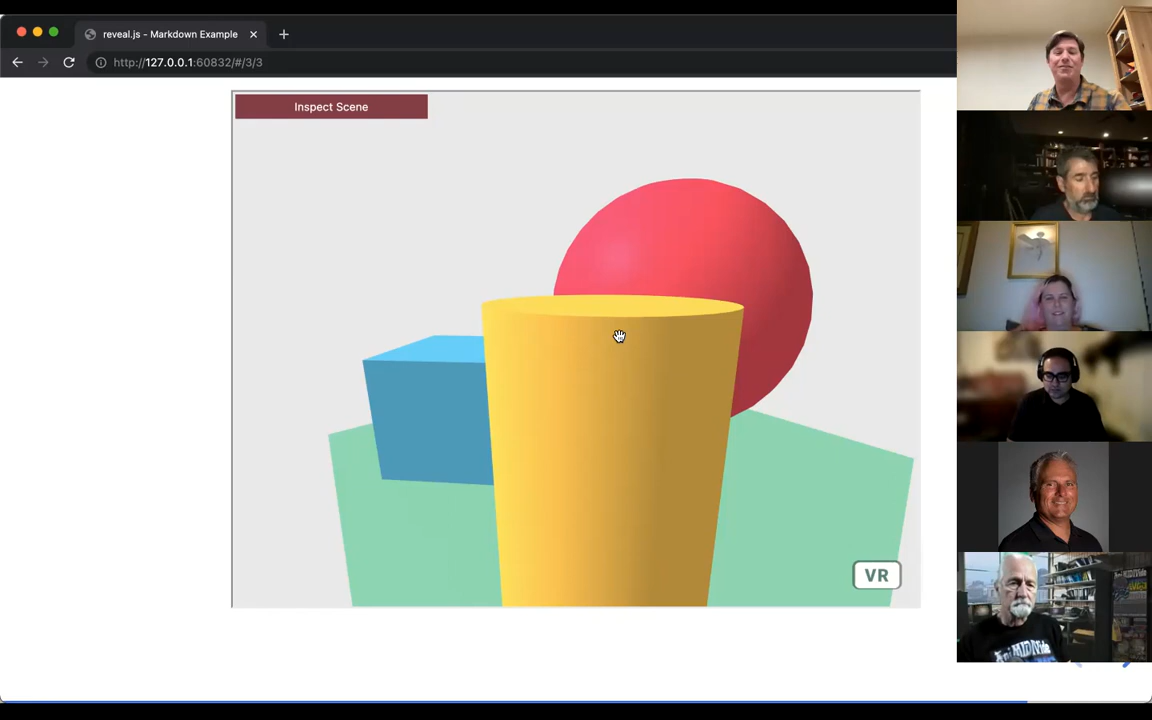 reveal.js - Markdown Example
http://127.0.0.1:60832/#/3/3
Inspect Scene
VR